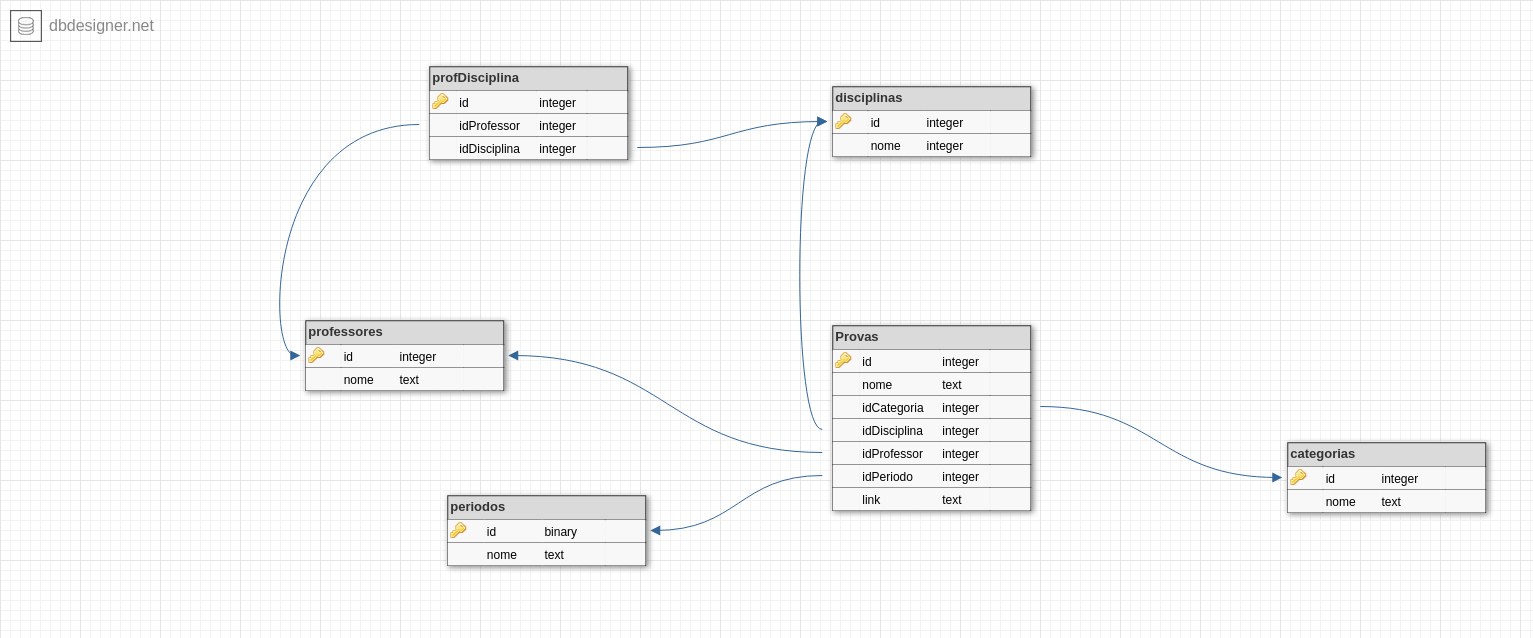 dbdesigner.net
profDisciplina
id integer
idProfessor integer
idDisciplina integer
disciplinas
id integer
nome integer
professores
id integer
nome text
Provas
id integer
nome text
idCategoria integer
idDisciplina integer
idProfessor integer
idPeriodo integer
link text
categorias
id integer
nome text
periodos
id binary
nome text